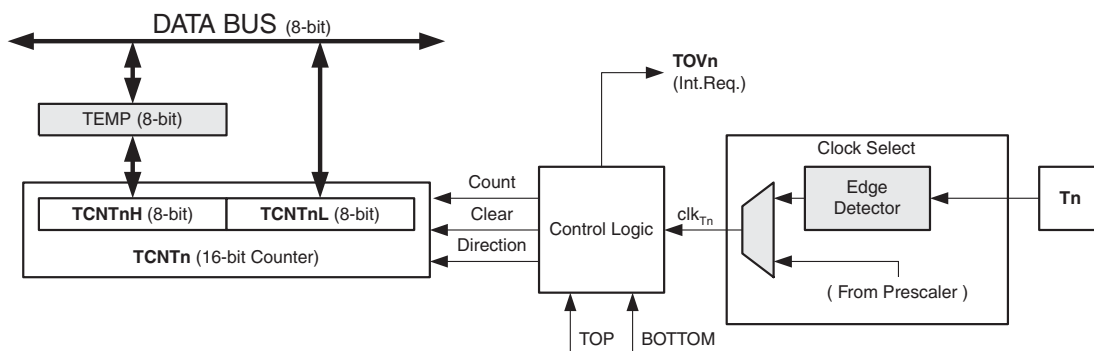 DATA BUS (8-bit)
TOVn
(Int.Req.)
TEMP (8-bit)
Clock Select
Count
Edge
Detector
Tn
TCNTnH (8-bit) TCNTnL (8-bit)
Clear
Control Logic
clkTn
TCNTn (16-bit Counter)
Direction
( From Prescaler )
TOP
BOTTOM